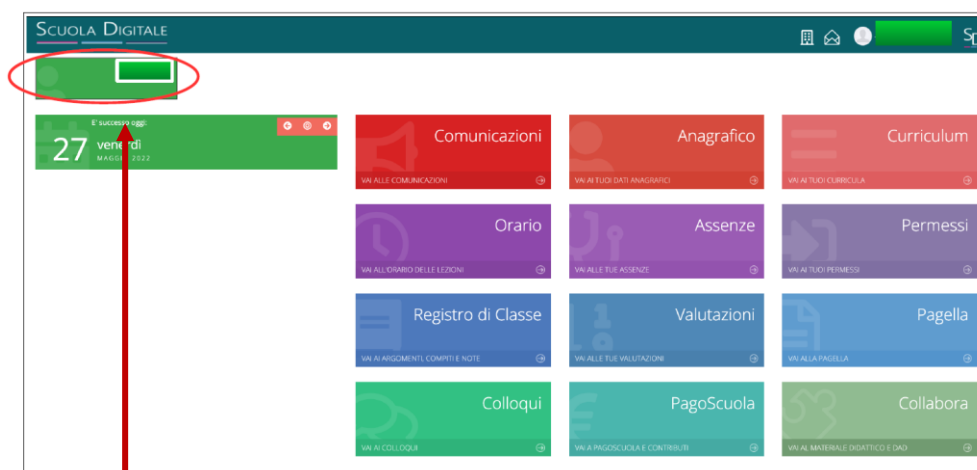 SCUOLA DIGITALE
E' successo oggi:
27 venerdì
MAGGIO 2022
Comunicazioni
VAI ALLE COMUNICAZIONI
Anagrafico
VAI AI TUOI DATI ANAGRAFICI
Curriculum
VAI AI TUOI CURRICULA
Orario
VAI ALL'ORARIO DELLE LEZIONI
Assenze
VAI ALLE TUE ASSENZE
Permessi
VAI AI TUOI PERMESSI
Registro di Classe
VAI AI ARGOMENTI, COMPITI E NOTE
Valutazioni
VAI ALLE TUE VALUTAZIONI
Pagella
VAI ALLA PAGELLA
Colloqui
VAI AI COLLOQUI
PagoScuola
VAI A PAGOSCUOLA E CONTRIBUTI
Collabora
VAI AL MATERIALE DIDATTICO E DADI